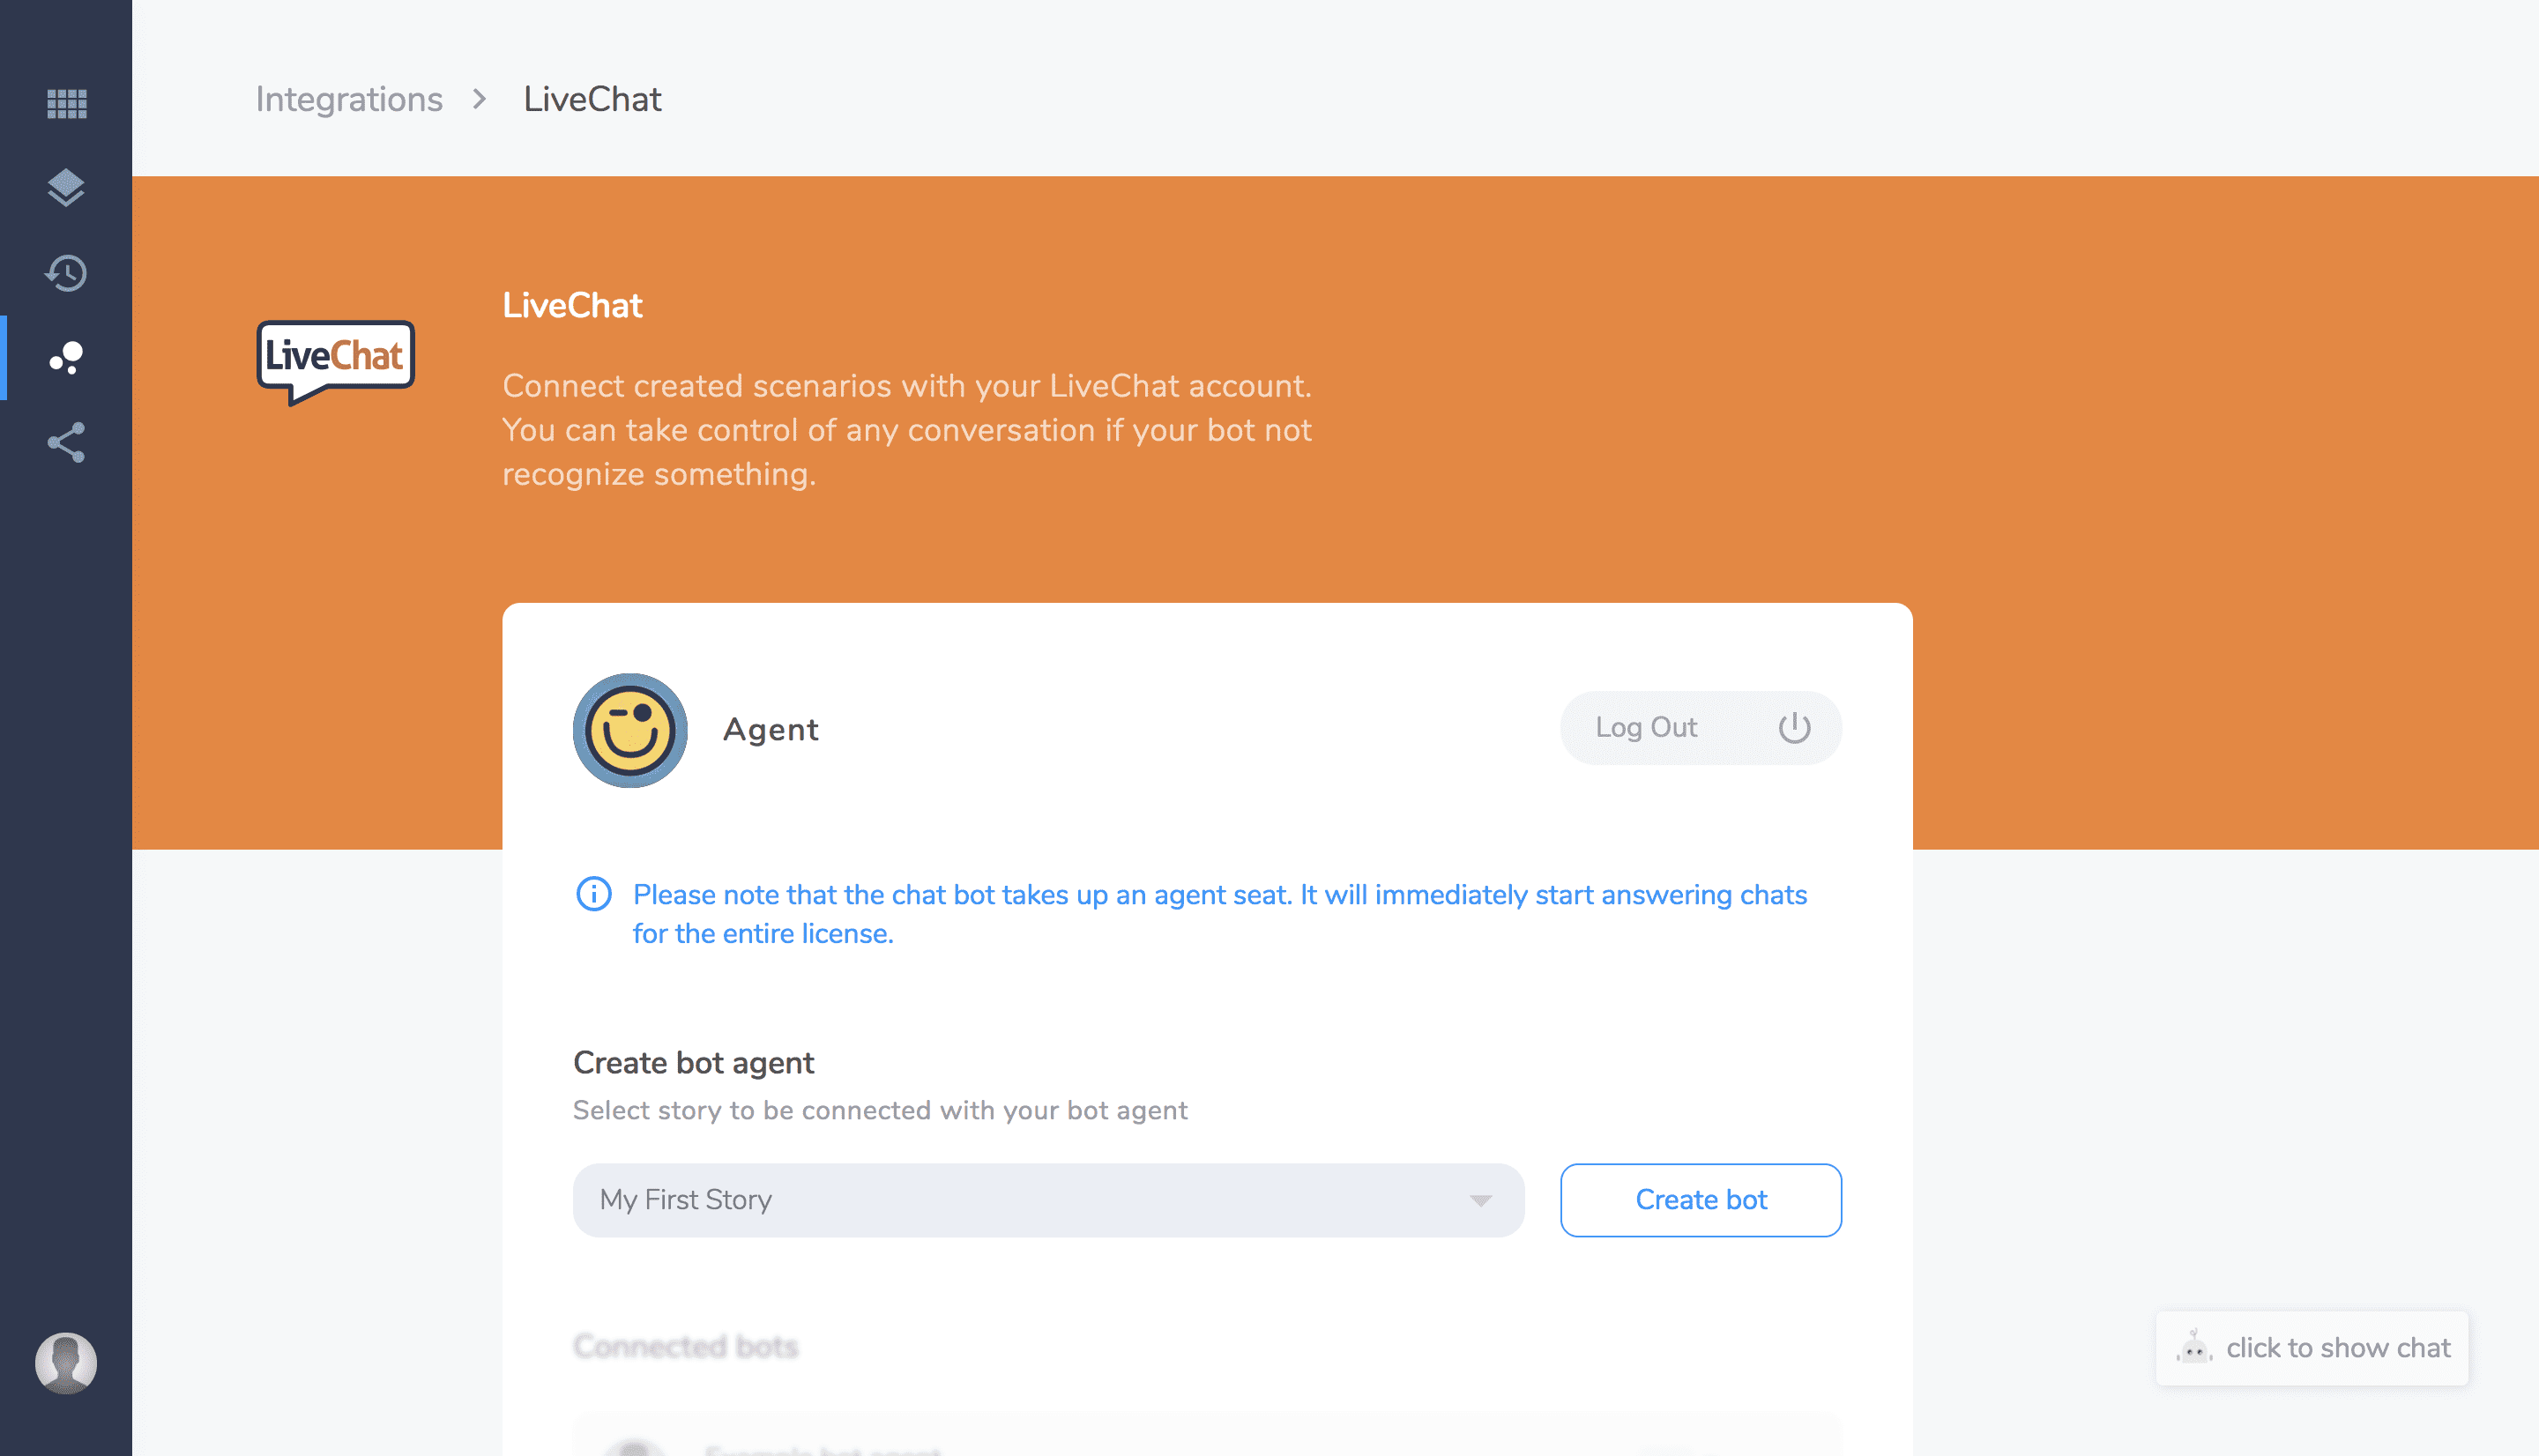 Integrations > LiveChat
LiveChat
LiveChat
Connect created scenarios with your LiveChat account.
You can take control of any conversation if your bot not
recognize something.
Agent
Log Out
Please note that the chat bot takes up an agent seat. It will immediately start answering chats
for the entire license.
Create bot agent
Select story to be connected with your bot agent
My First Story
Create bot
Connected bots
click to show chat
Example bot agent